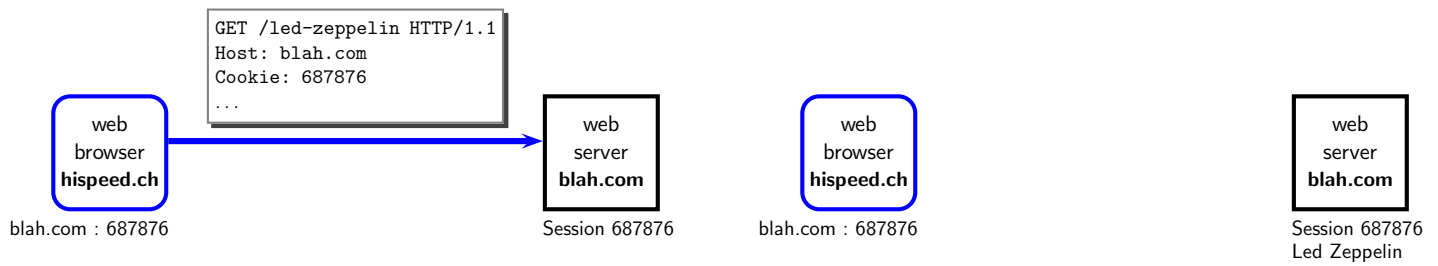 GET /led-zeppelin HTTP/1.1
Host: blah.com
Cookie: 687876
...
web
browser
hispeed.ch
blah.com : 687876
web
server
blah.com
Session 687876
web
browser
hispeed.ch
blah.com : 687876
web
server
blah.com
Session 687876
Led Zeppelin